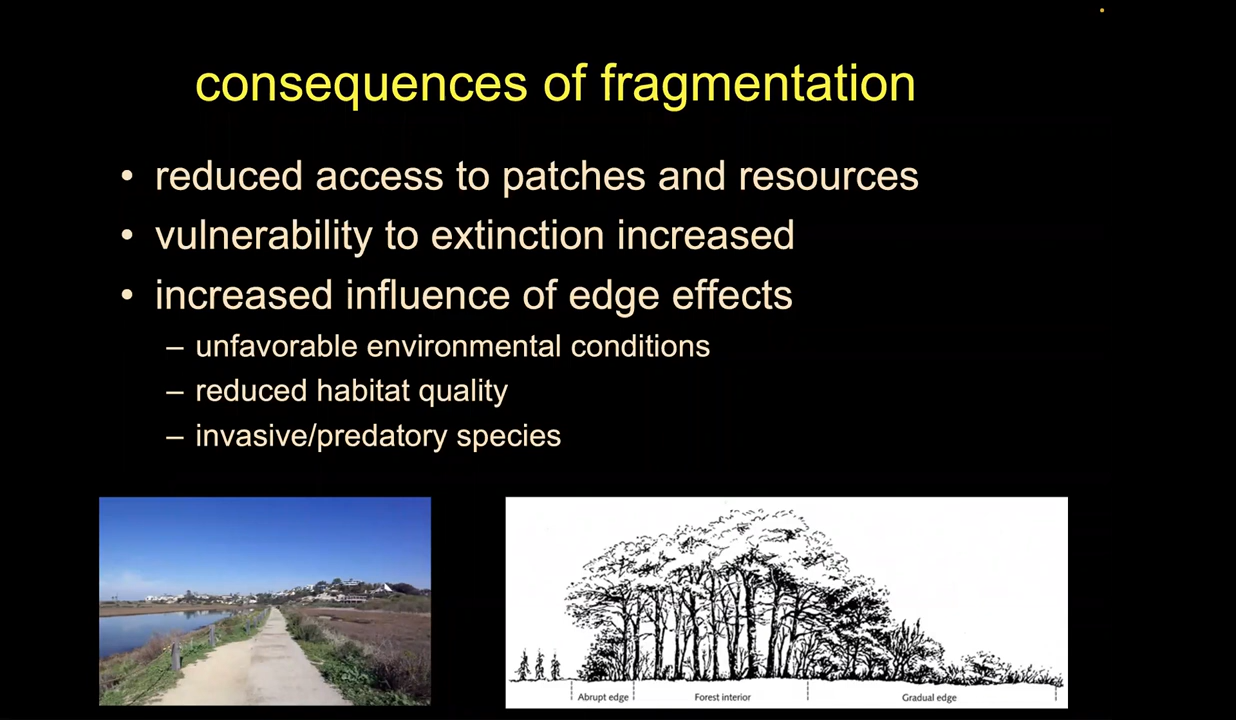 consequences of fragmentation
• reduced access to patches and resources
• vulnerability to extinction increased
• increased influence of edge effects
– unfavorable environmental conditions
– reduced habitat quality
– invasive/predatory species
Abrupt edge Forest interior Gradual edge